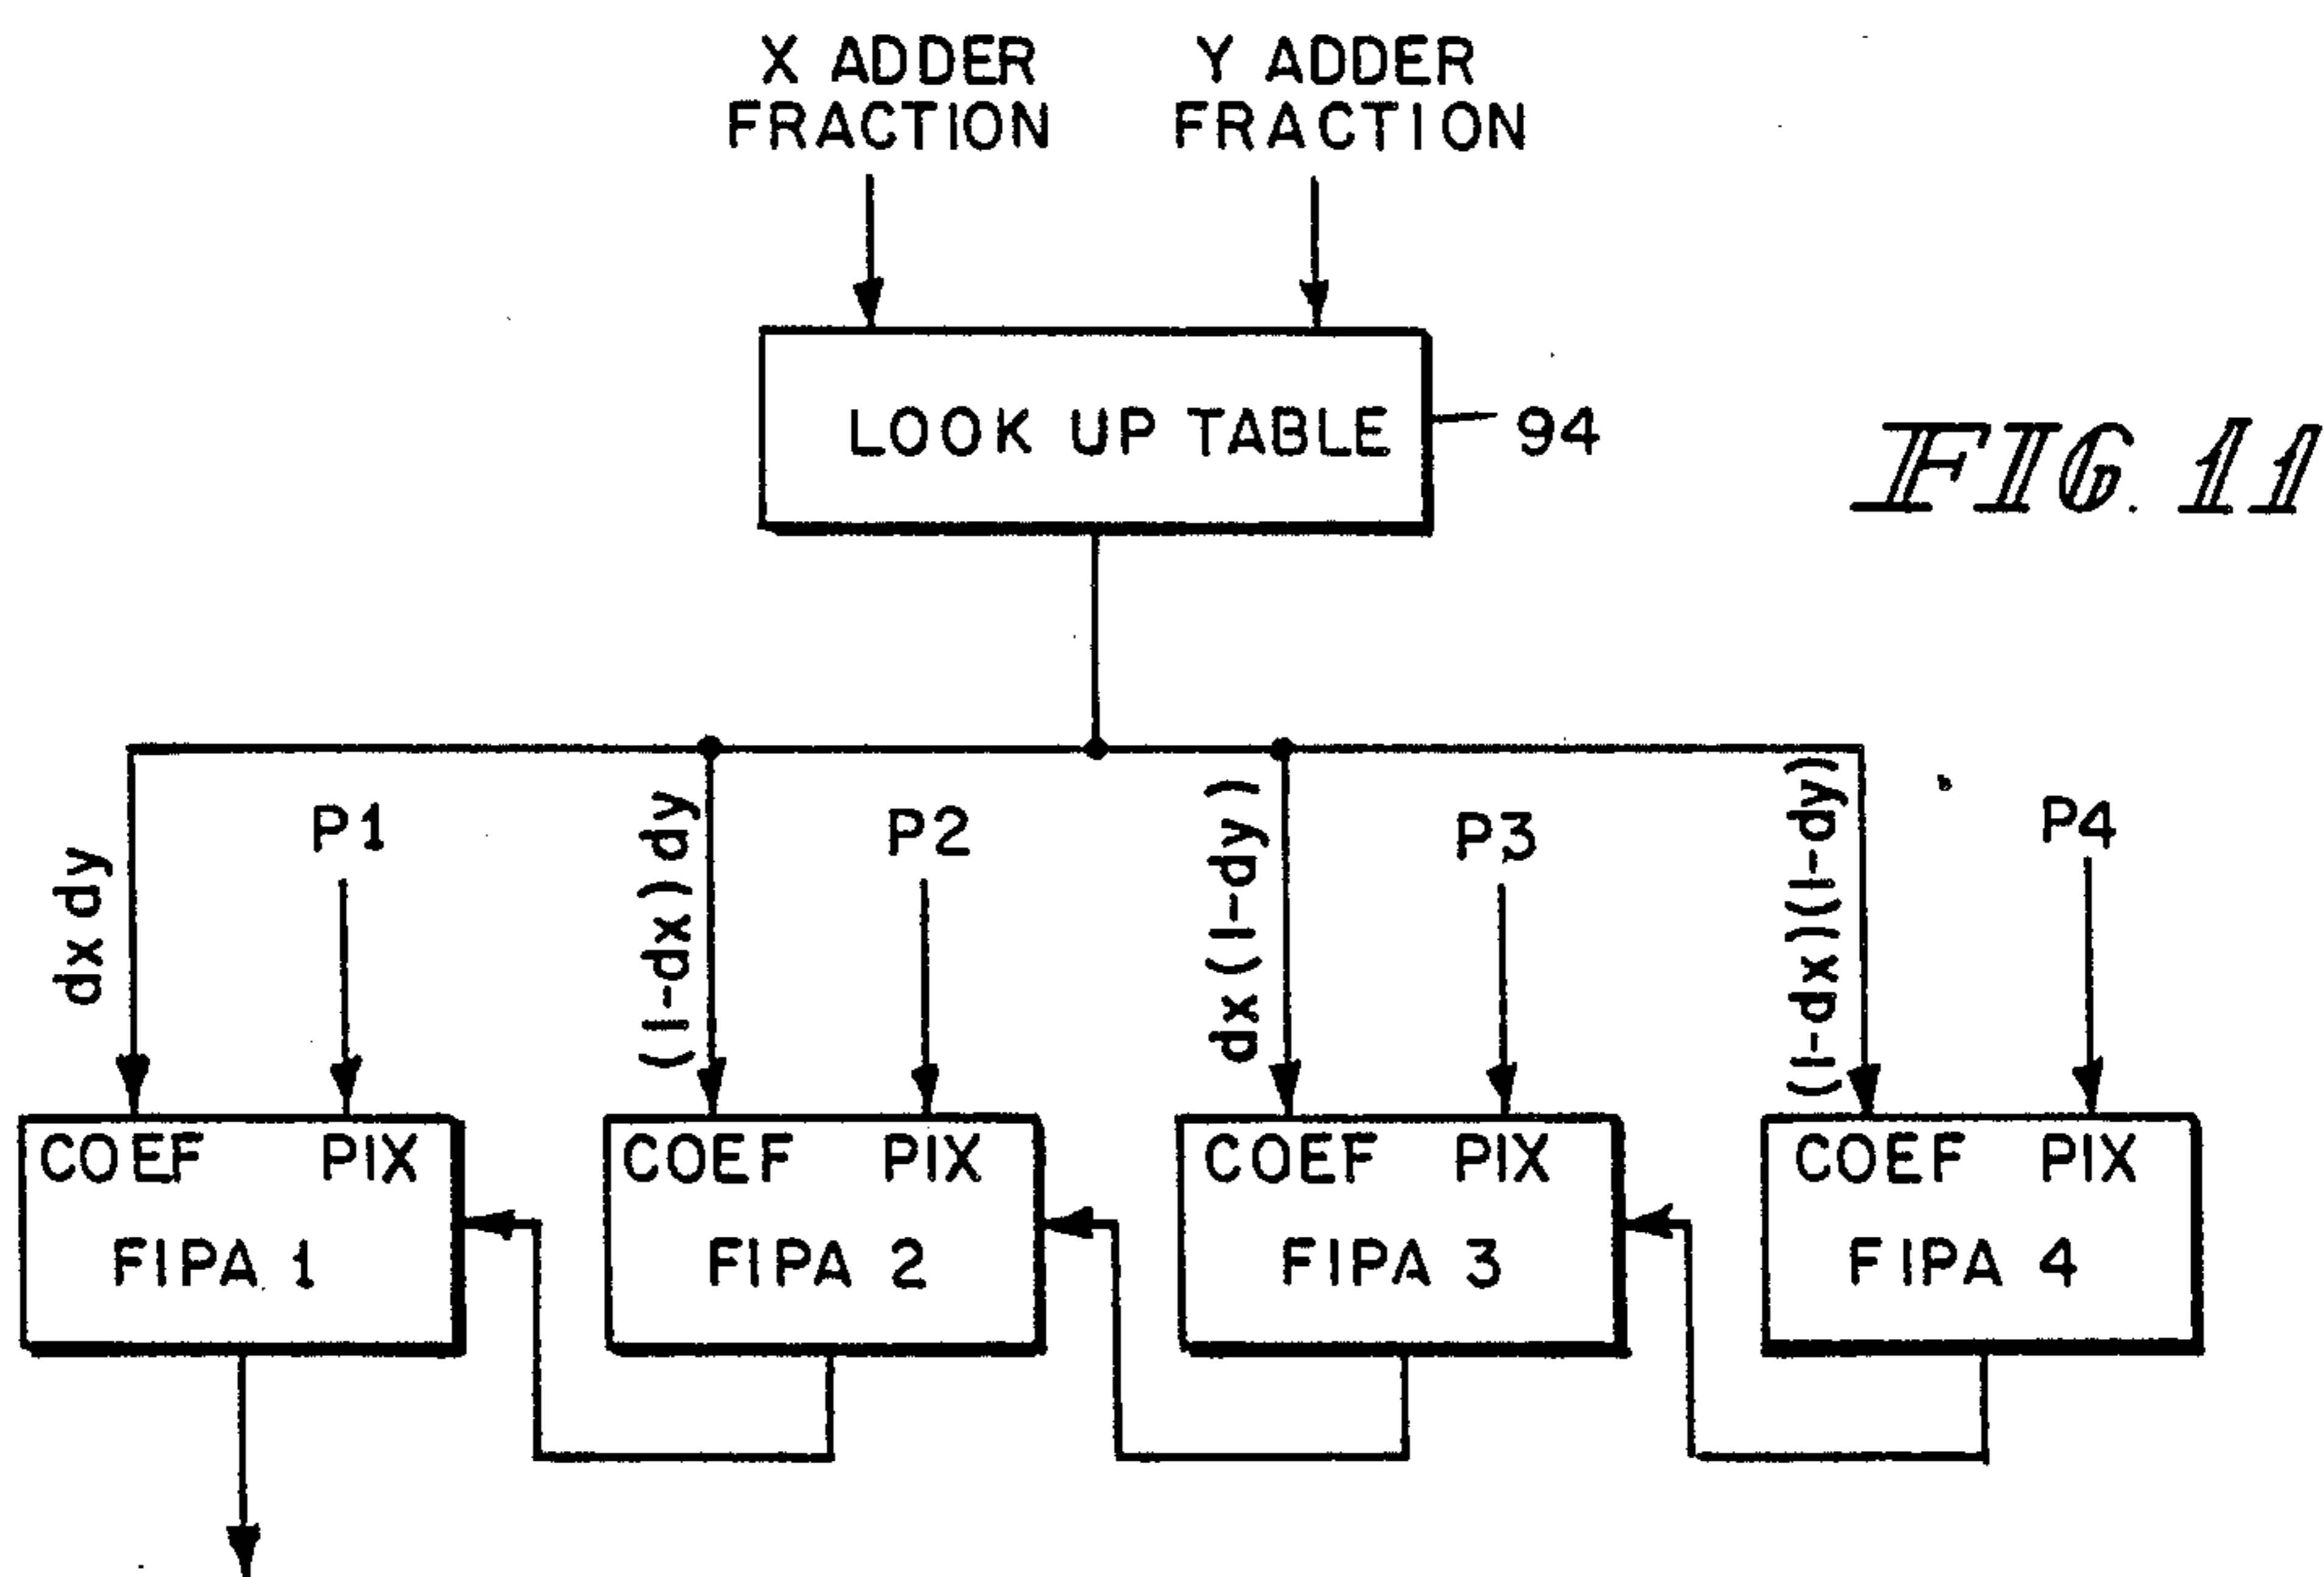 X ADDER
FRACTION
Y ADDER
FRACTION
LOOK UP TABLE
94
FIG. 11
dx dy
P1
(1-dx) dy
P2
dx (1-dy)
P3
(1-dx)(1-dy)
P4
COEF PIX
FIPA 1
COEF PIX
FIPA 2
COEF PIX
FIPA 3
COEF PIX
FIPA 4